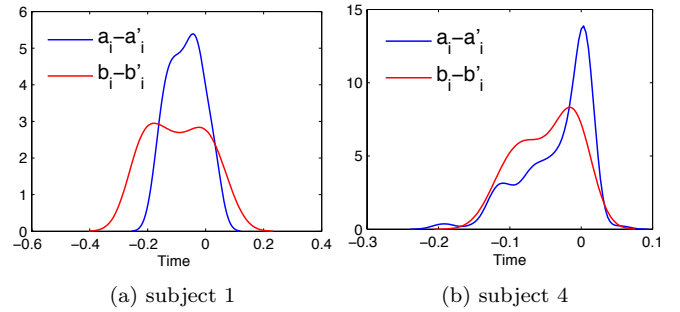 6
5
4
3
2
1
0
a_i–a'_i
b_i–b'_i
−0.6 −0.4 −0.2 0 0.2 0.4
Time
(a) subject 1
15
10
5
0
a_i–a'_i
b_i–b'_i
−0.3 −0.2 −0.1 0 0.1
Time
(b) subject 4